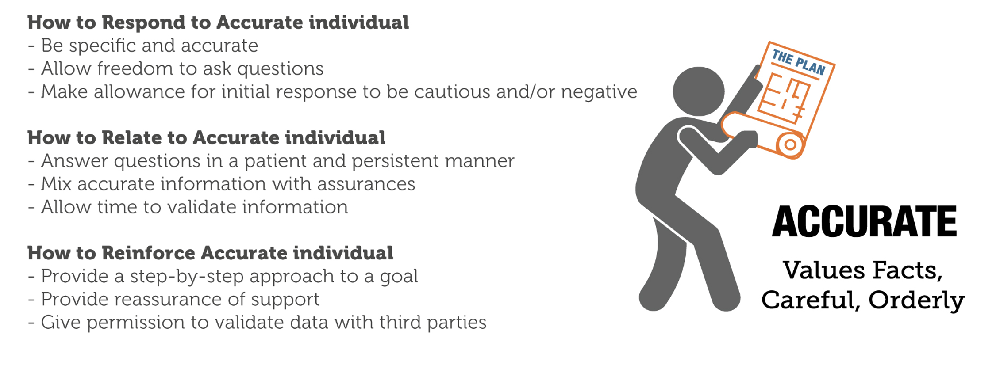 How to Respond to Accurate individual
- Be specific and accurate
- Allow freedom to ask questions
- Make allowance for initial response to be cautious and/or negative
How to Relate to Accurate individual
- Answer questions in a patient and persistent manner
- Mix accurate information with assurances
- Allow time to validate information
How to Reinforce Accurate individual
- Provide a step-by-step approach to a goal
- Provide reassurance of support
- Give permission to validate data with third parties
THE PLAN
ACCURATE
Values Facts,
Careful, Orderly